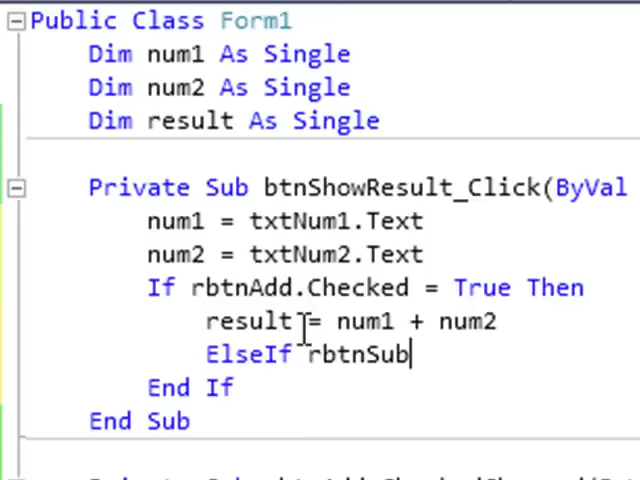 Public Class Form1
Dim num1 As Single
Dim num2 As Single
Dim result As Single
Private Sub btnShowResult_Click(ByVal
num1 = txtNum1.Text
num2 = txtNum2.Text
If rbtnAdd.Checked = True Then
result = num1 + num2
ElseIf rbtnSub
End If
End Sub